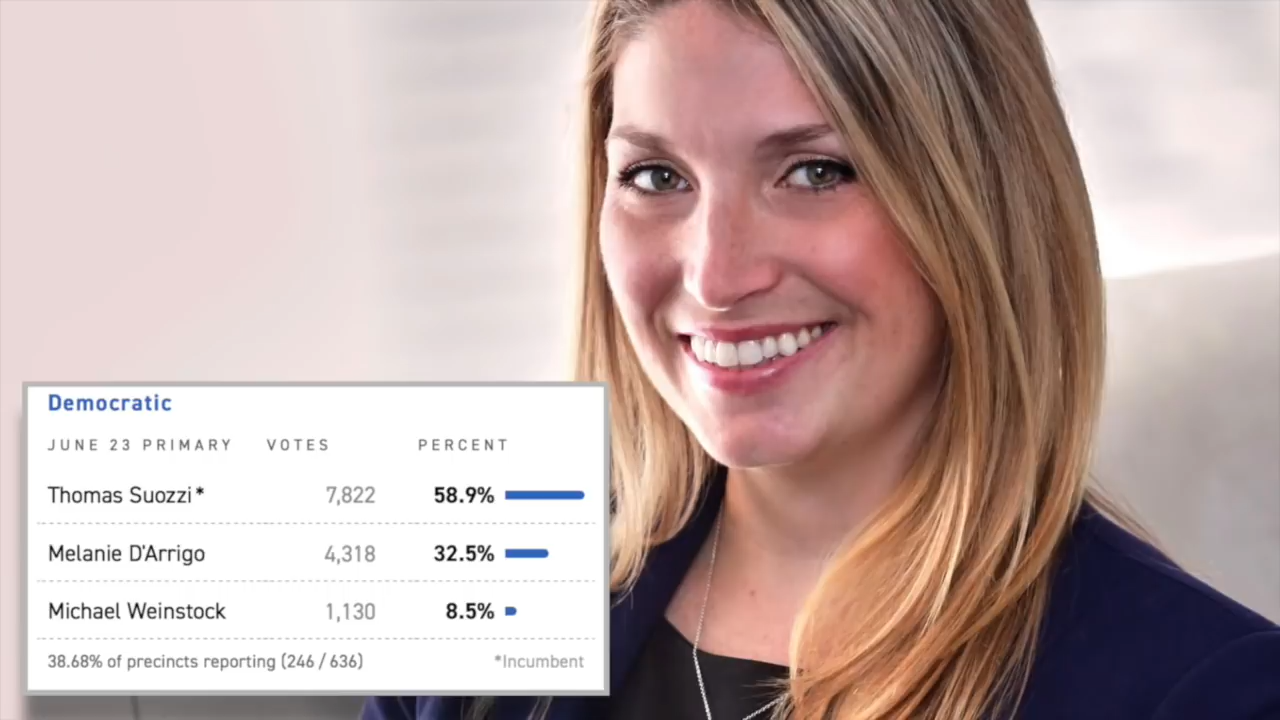 Democratic
JUNE 23 PRIMARY VOTES PERCENT
Thomas Suozzi* 7,822 58.9%
Melanie D'Arrigo 4,318 32.5%
Michael Weinstock 1,130 8.5%
38.68% of precincts reporting (246 / 636) *Incumbent